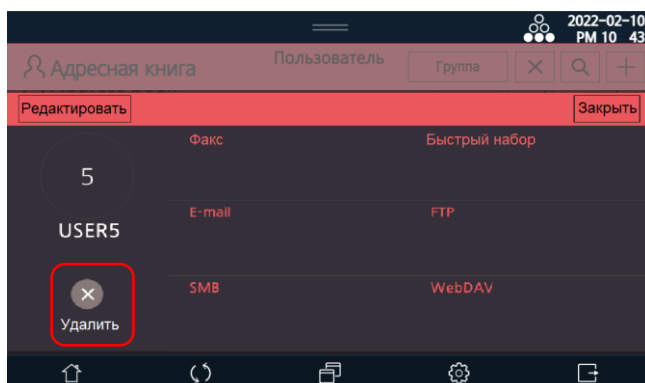 2022-02-10
PM 10 43
Адресная книга
Пользователь
Группа
Редактировать
Закрыть
5
USER5
Факс
Быстрый набор
E-mail
FTP
SMB
WebDAV
Удалить